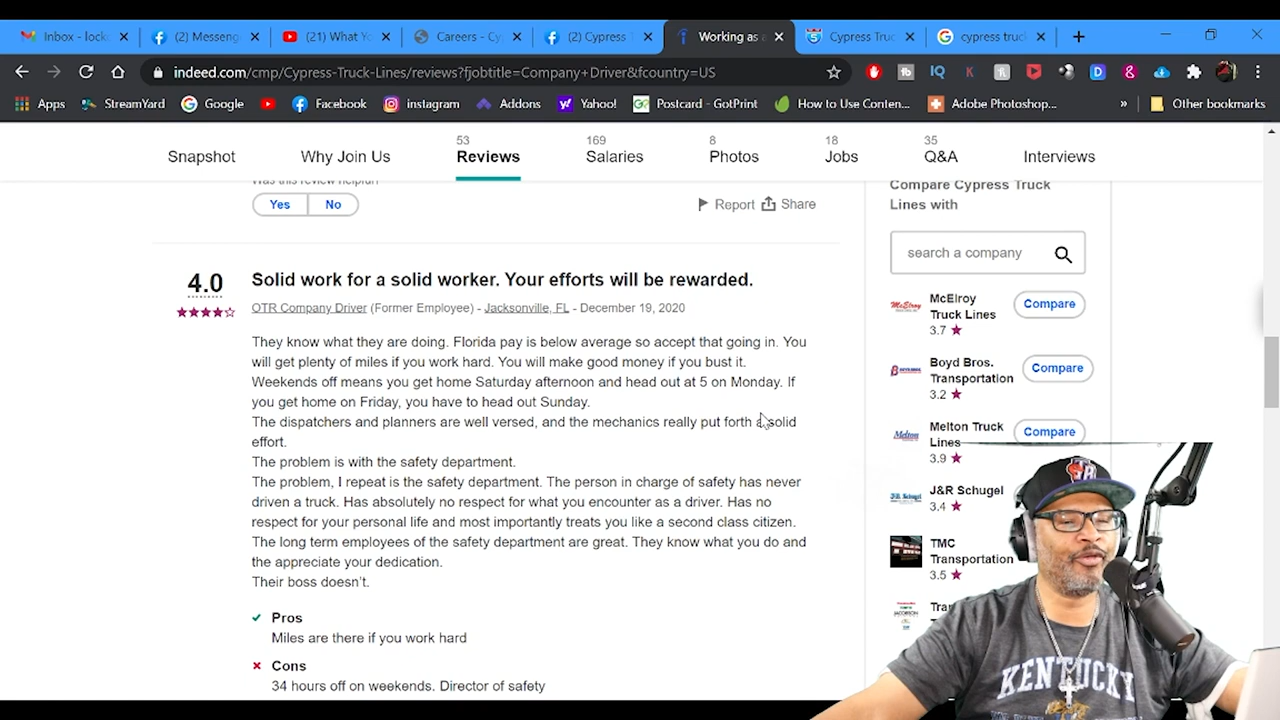 Inbox - lock
(2) Messeng
(21) What Yo
Careers - Cy
(2) Cypress T
Working as a
Cypress Truc
cypress truck
indeed.com/cmp/Cypress-Truck-Lines/reviews?fjobtitle=Company+Driver&fcountry=US
Apps
StreamYard
Google
Facebook
instagram
Addons
Yahoo!
Postcard - GotPrint
How to Use Conten...
Adobe Photoshop...
»
Other bookmarks
Snapshot
Why Join Us
53
Reviews
169
Salaries
8
Photos
18
Jobs
35
Q&A
Interviews
Was this review helpful?
Yes
No
Report
Share
4.0
Solid work for a solid worker. Your efforts will be rewarded.
OTR Company Driver (Former Employee) - Jacksonville, FL - December 19, 2020
They know what they are doing. Florida pay is below average so accept that going in. You
will get plenty of miles if you work hard. You will make good money if you bust it.
Weekends off means you get home Saturday afternoon and head out at 5 on Monday. If
you get home on Friday, you have to head out Sunday.
The dispatchers and planners are well versed, and the mechanics really put forth a solid
effort.
The problem is with the safety department.
The problem, I repeat is the safety department. The person in charge of safety has never
driven a truck. Has absolutely no respect for what you encounter as a driver. Has no
respect for your personal life and most importantly treats you like a second class citizen.
The long term employees of the safety department are great. They know what you do and
the appreciate your dedication.
Their boss doesn't.
Pros
Miles are there if you work hard
Cons
34 hours off on weekends. Director of safety
Compare Cypress Truck
Lines with
search a company
McElroy
Truck Lines
3.7
Compare
Boyd Bros.
Transportation
3.2
Compare
Melton Truck
Lines
3.9
Compare
J&R Schugel
3.4
TMC
Transportation
3.5
KENTUCKY